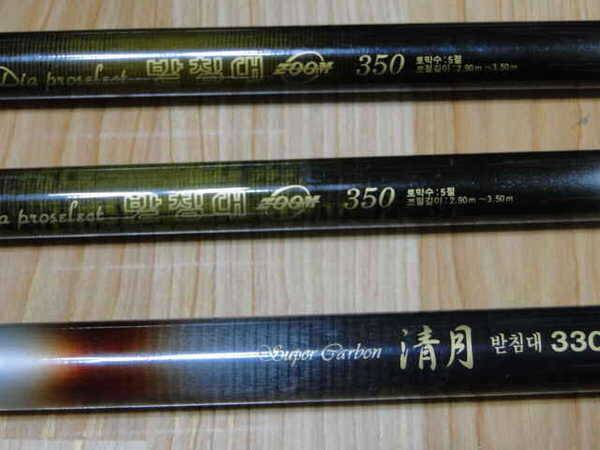 Dia proselect 받침대 ZOOM 350 토막수 : 5절
조절길이 : 2.90m ~ 3.50m
a proselect 받침대 ZOOM 350 토막수 : 5절
조절길이 : 2.90m ~ 3.50m
Super Carbon 清月 받침대 330